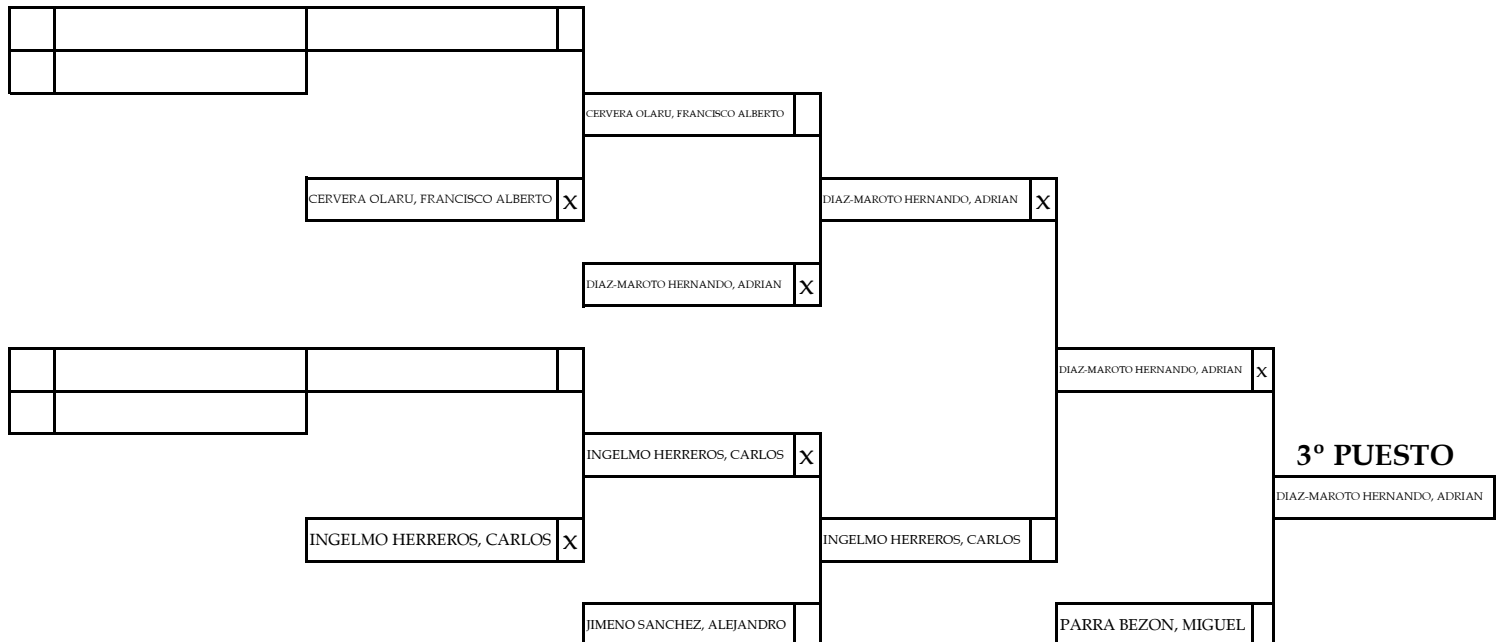 CERVERA OLARU, FRANCISCO ALBERTO
CERVERA OLARU, FRANCISCO ALBERTO X
DIAZ-MAROTO HERNANDO, ADRIAN X
DIAZ-MAROTO HERNANDO, ADRIAN X
DIAZ-MAROTO HERNANDO, ADRIAN x
INGELMO HERREROS, CARLOS X
3º PUESTO
DIAZ-MAROTO HERNANDO, ADRIAN
INGELMO HERREROS, CARLOS X
INGELMO HERREROS, CARLOS
JIMENO SANCHEZ, ALEJANDRO
PARRA BEZON, MIGUEL